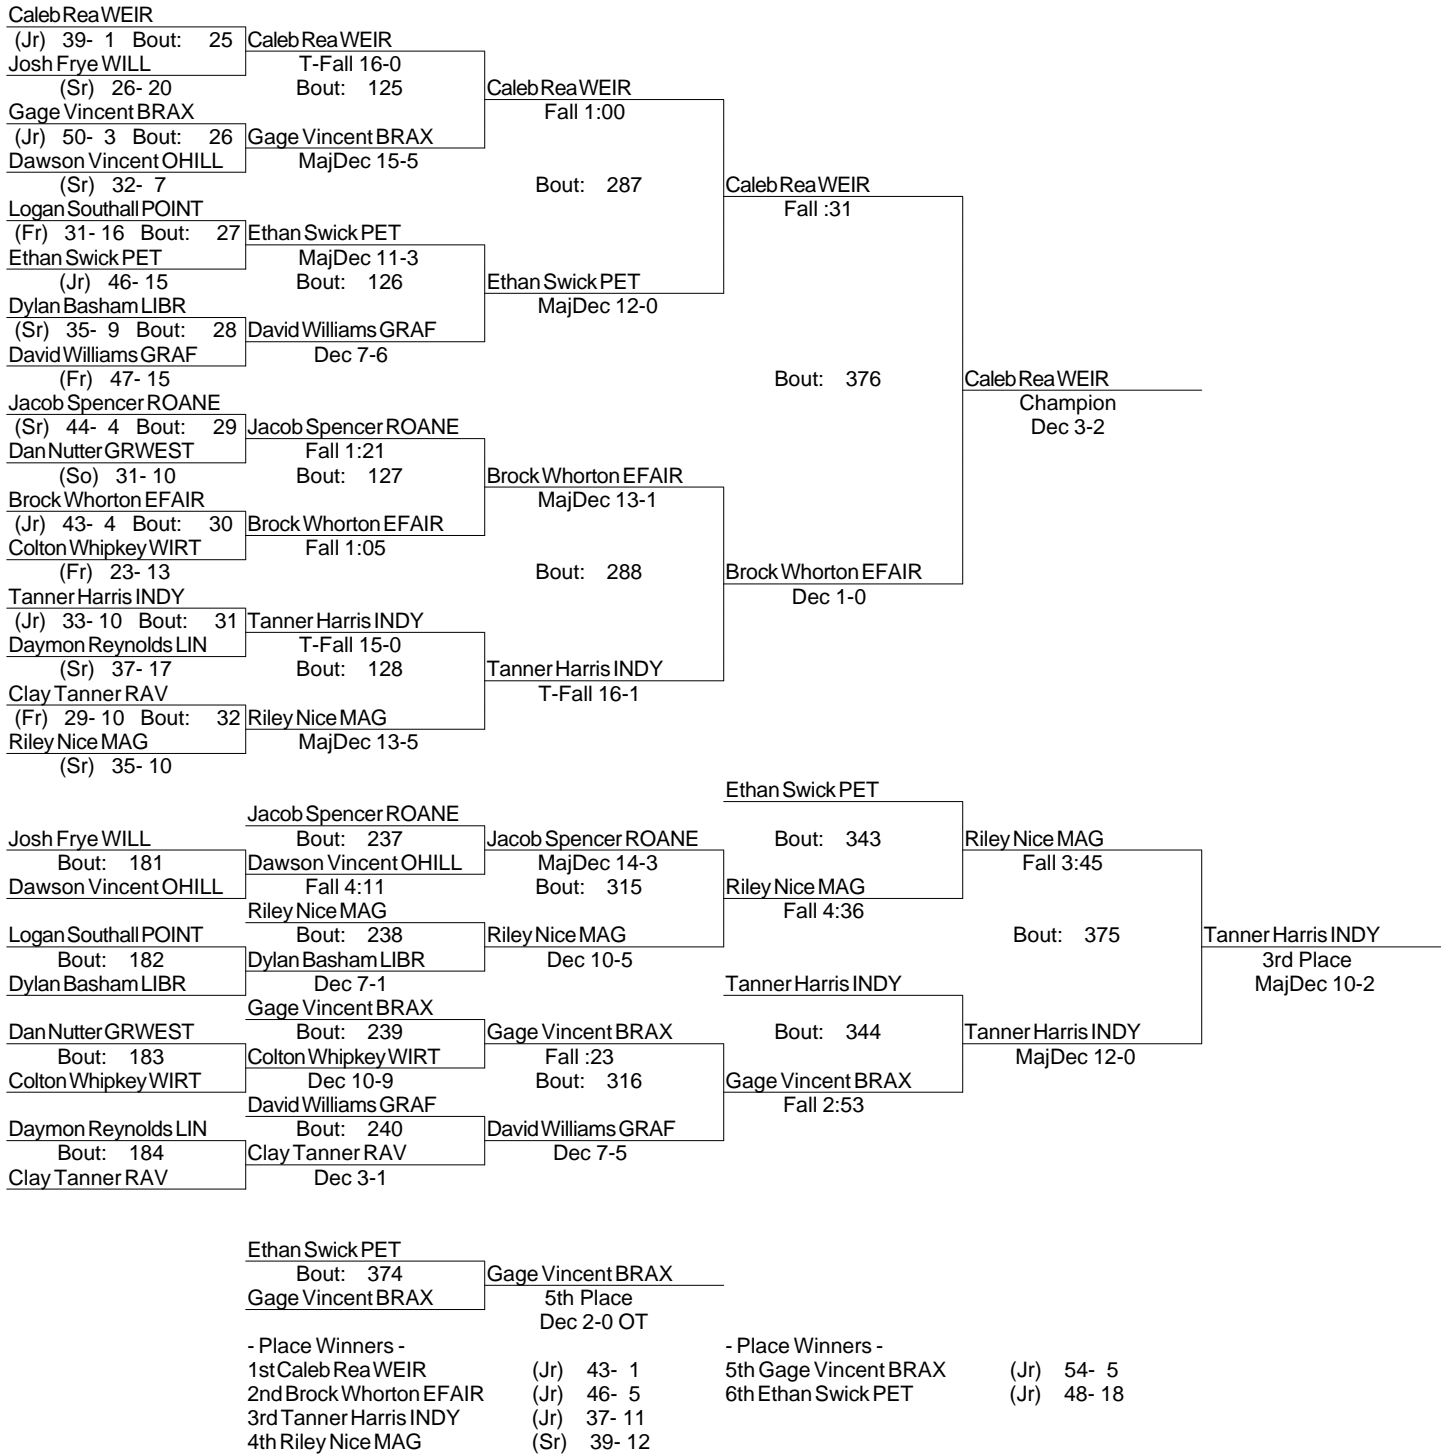 Caleb Rea WEIR
(Jr) 39- 1 Bout: 25 Caleb Rea WEIR
Josh Frye WILL T-Fall 16-0
(Sr) 26- 20 Bout: 125 Caleb Rea WEIR
Gage Vincent BRAX Fall 1:00
(Jr) 50- 3 Bout: 26 Gage Vincent BRAX
Dawson Vincent OHILL MajDec 15-5
(Sr) 32- 7 Bout: 287 Caleb Rea WEIR
Logan Southall POINT Fall :31
(Fr) 31- 16 Bout: 27 Ethan Swick PET
Ethan Swick PET MajDec 11-3
(Jr) 46- 15 Bout: 126 Ethan Swick PET
Dylan Basham LIBR MajDec 12-0
(Sr) 35- 9 Bout: 28 David Williams GRAF
David Williams GRAF Dec 7-6
(Fr) 47- 15 Bout: 376 Caleb Rea WEIR
Jacob Spencer ROANE Champion
(Sr) 44- 4 Bout: 29 Jacob Spencer ROANE Dec 3-2
Dan Nutter GRWEST Fall 1:21
(So) 31- 10 Bout: 127 Brock Whorton EFAIR
Brock Whorton EFAIR MajDec 13-1
(Jr) 43- 4 Bout: 30 Brock Whorton EFAIR
Colton Whipkey WIRT Fall 1:05
(Fr) 23- 13 Bout: 288 Brock Whorton EFAIR
Tanner Harris INDY Dec 1-0
(Jr) 33- 10 Bout: 31 Tanner Harris INDY
Daymon Reynolds LIN T-Fall 15-0
(Sr) 37- 17 Bout: 128 Tanner Harris INDY
Clay Tanner RAV T-Fall 16-1
(Fr) 29- 10 Bout: 32 Riley Nice MAG
Riley Nice MAG MajDec 13-5
(Sr) 35- 10
Ethan Swick PET
Jacob Spencer ROANE
Josh Frye WILL Bout: 237 Jacob Spencer ROANE Bout: 343 Riley Nice MAG
Bout: 181 Dawson Vincent OHILL MajDec 14-3 Fall 3:45
Dawson Vincent OHILL Fall 4:11 Bout: 315 Riley Nice MAG
Riley Nice MAG Fall 4:36
Logan Southall POINT Bout: 238 Riley Nice MAG Bout: 375 Tanner Harris INDY
Bout: 182 Dylan Basham LIBR Dec 10-5 3rd Place
Dylan Basham LIBR Dec 7-1 Tanner Harris INDY MajDec 10-2
Gage Vincent BRAX
Dan Nutter GRWEST Bout: 239 Gage Vincent BRAX Bout: 344 Tanner Harris INDY
Bout: 183 Colton Whipkey WIRT Fall :23 MajDec 12-0
Colton Whipkey WIRT Dec 10-9 Bout: 316 Gage Vincent BRAX
David Williams GRAF Fall 2:53
Daymon Reynolds LIN Bout: 240 David Williams GRAF
Bout: 184 Clay Tanner RAV Dec 7-5
Clay Tanner RAV Dec 3-1
Ethan Swick PET
Bout: 374 Gage Vincent BRAX
Gage Vincent BRAX 5th Place
Dec 2-0 OT
- Place Winners - - Place Winners -
1st Caleb Rea WEIR (Jr) 43- 1 5th Gage Vincent BRAX (Jr) 54- 5
2nd Brock Whorton EFAIR (Jr) 46- 5 6th Ethan Swick PET (Jr) 48- 18
3rd Tanner Harris INDY (Jr) 37- 11
4th Riley Nice MAG (Sr) 39- 12